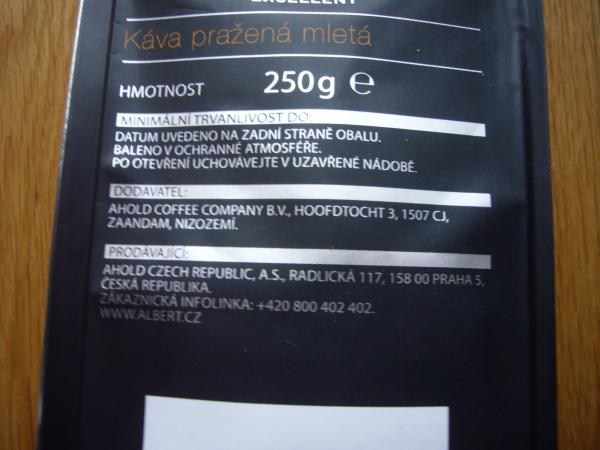 EXCELLENT
Káva pražená mletá
HMOTNOST 250g ℮
MINIMÁLNÍ TRVANLIVOST DO:
DATUM UVEDENO NA ZADNÍ STRANĚ OBALU.
BALENO V OCHRANNÉ ATMOSFÉŘE.
PO OTEVŘENÍ UCHOVÁVEJTE V UZAVŘENÉ NÁDOBĚ.
DODAVATEL:
AHOLD COFFEE COMPANY B.V., HOOFDTOCHT 3, 1507 CJ,
ZAANDAM, NIZOZEMÍ.
PRODÁVAJÍCÍ:
AHOLD CZECH REPUBLIC, A.S., RADLICKÁ 117, 158 00 PRAHA 5,
ČESKÁ REPUBLIKA.
ZÁKAZNICKÁ INFOLINKA: +420 800 402 402.
WWW.ALBERT.CZ